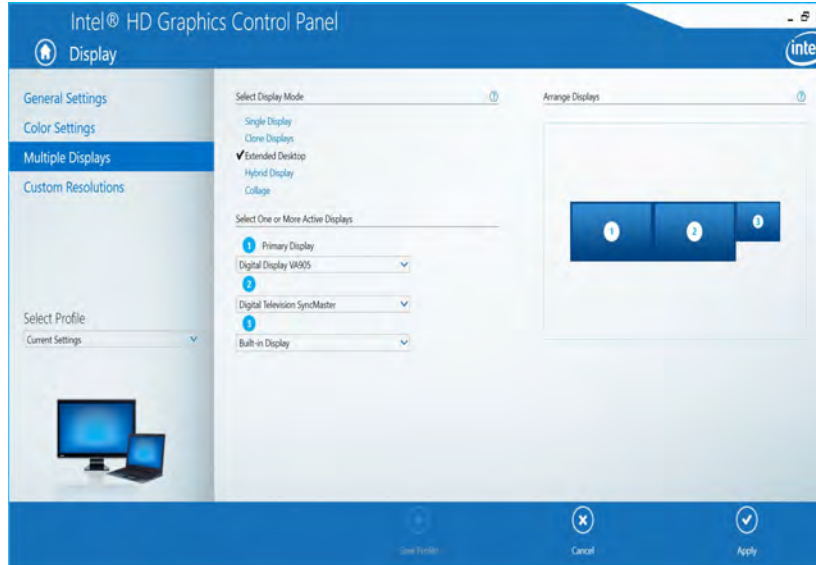 Intel® HD Graphics Control Panel
Display
General Settings
Color Settings
Multiple Displays
Custom Resolutions
Select Profile
Current Settings
Select Display Mode
Single Display
Clone Displays
Extended Desktop
Hybrid Display
Collage
Select One or More Active Displays
1 Primary Display
Digital Display VA905
2
Digital Television SyncMaster
3
Built-in Display
Arrange Displays
1 2 3
Save Profile
Cancel
Apply
inte